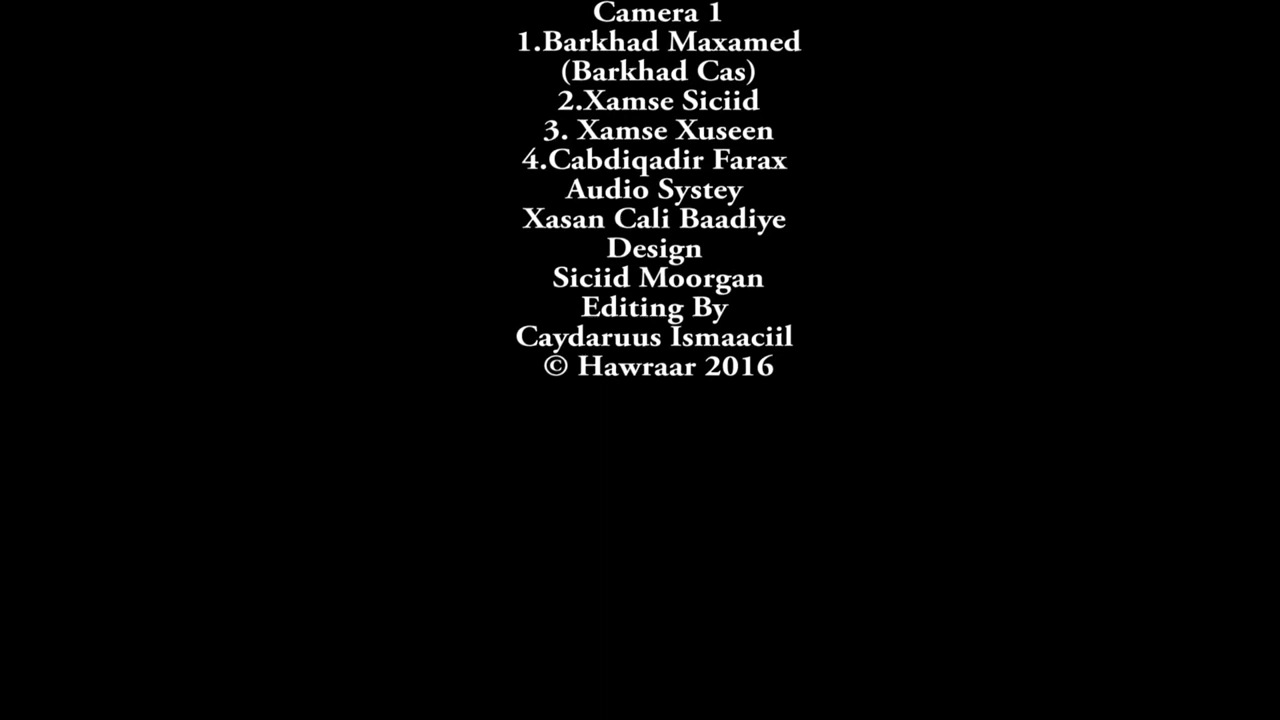 Camera 1
1.Barkhad Maxamed
(Barkhad Cas)
2.Xamse Siciid
3. Xamse Xuseen
4.Cabdiqadir Farax
Audio Systey
Xasan Cali Baadiye
Design
Siciid Moorgan
Editing By
Caydaruus Ismaaciil
© Hawraar 2016